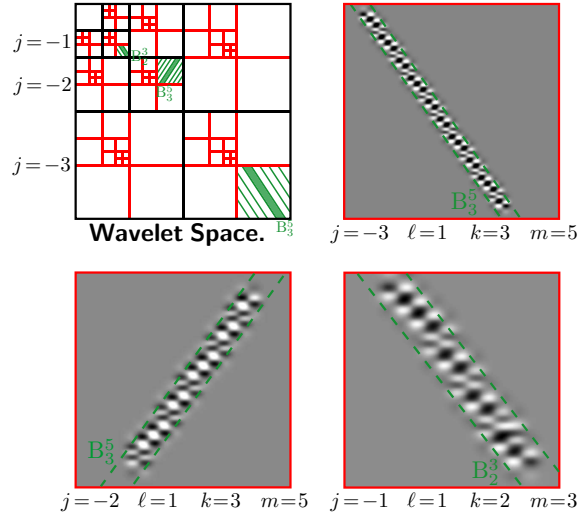 j=−1
B₂³
j=−2
B₃⁵
j=−3
B₃⁵
Wavelet Space.
B₃⁵
j=−3 ℓ=1 k=3 m=5
B₃⁵
j=−2 ℓ=1 k=3 m=5
B₂³
j=−1 ℓ=1 k=2 m=3